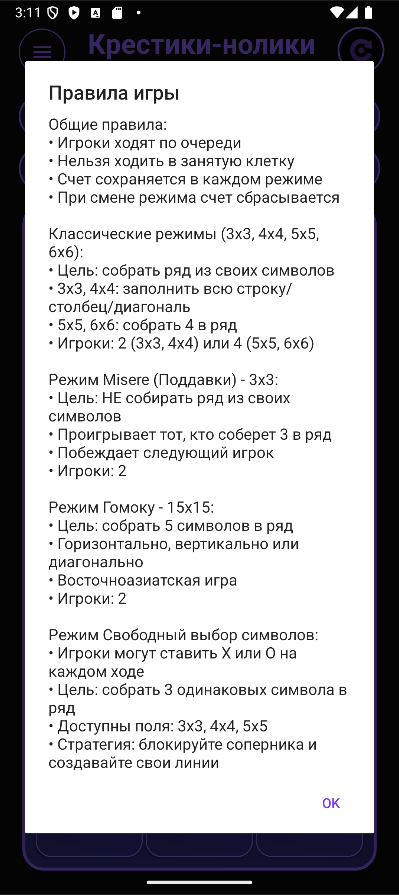 3:11
Крестики-нолики
Правила игры
Общие правила:
• Игроки ходят по очереди
• Нельзя ходить в занятую клетку
• Счет сохраняется в каждом режиме
• При смене режима счет сбрасывается
Классические режимы (3x3, 4x4, 5x5,
6x6):
• Цель: собрать ряд из своих символов
• 3x3, 4x4: заполнить всю строку/
столбец/диагональ
• 5x5, 6x6: собрать 4 в ряд
• Игроки: 2 (3x3, 4x4) или 4 (5x5, 6x6)
Режим Misere (Поддавки) - 3x3:
• Цель: НЕ собирать ряд из своих
символов
• Проигрывает тот, кто соберет 3 в ряд
• Побеждает следующий игрок
• Игроки: 2
Режим Гомоку - 15x15:
• Цель: собрать 5 символов в ряд
• Горизонтально, вертикально или
диагонально
• Восточноазиатская игра
• Игроки: 2
Режим Свободный выбор символов:
• Игроки могут ставить X или O на
каждом ходе
• Цель: собрать 3 одинаковых символа в
ряд
• Доступны поля: 3x3, 4x4, 5x5
• Стратегия: блокируйте соперника и
создавайте свои линии
OK